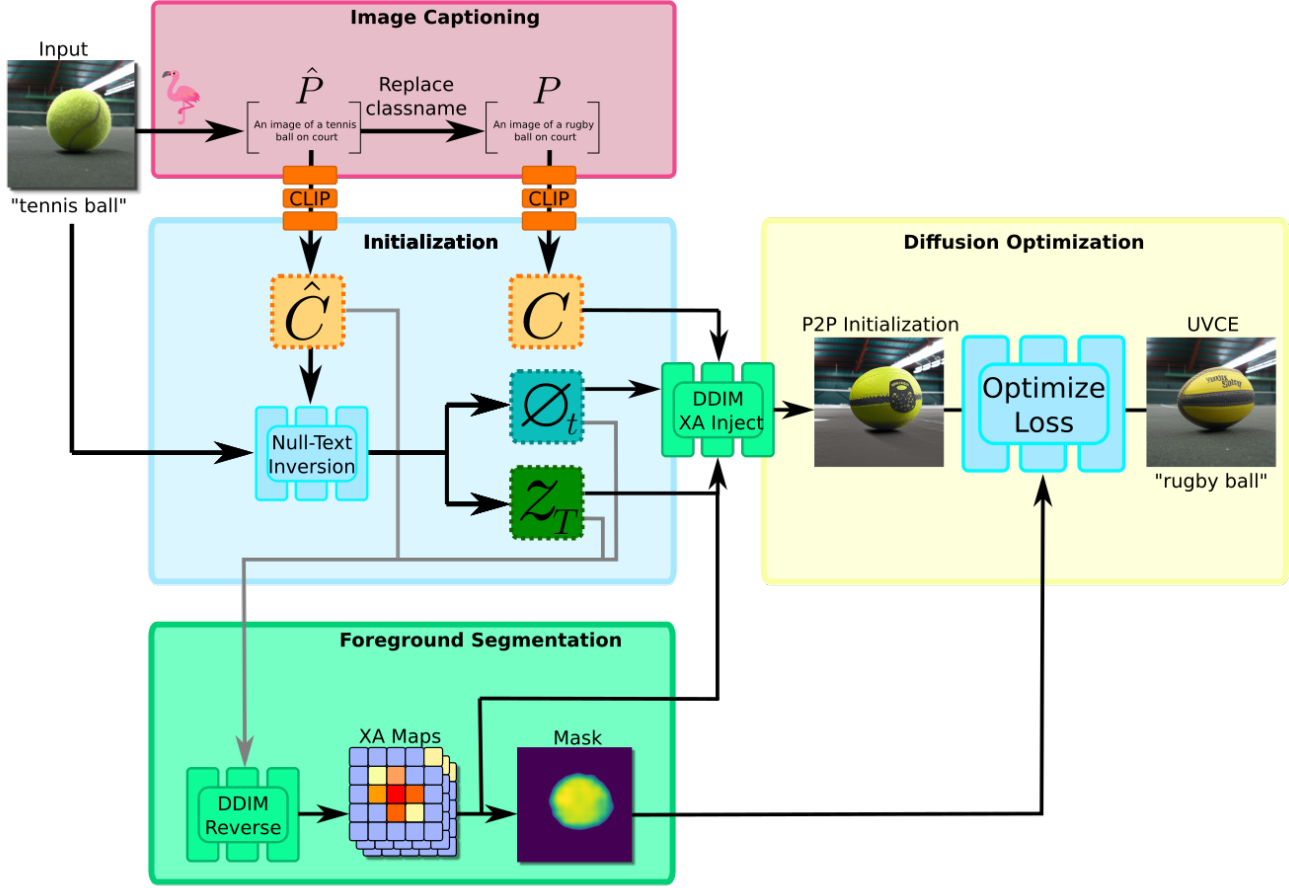 Image Captioning
Input
P̂
Replace
classname
P
An image of a tennis
ball on court
An image of a rugby
ball on court
"tennis ball"
CLIP
CLIP
Initialization
Diffusion Optimization
Ĉ
C
P2P Initialization
UVCE
DDIM
XA Inject
Optimize
Loss
∅t
Null-Text
Inversion
zT
"rugby ball"
Foreground Segmentation
XA Maps
Mask
DDIM
Reverse